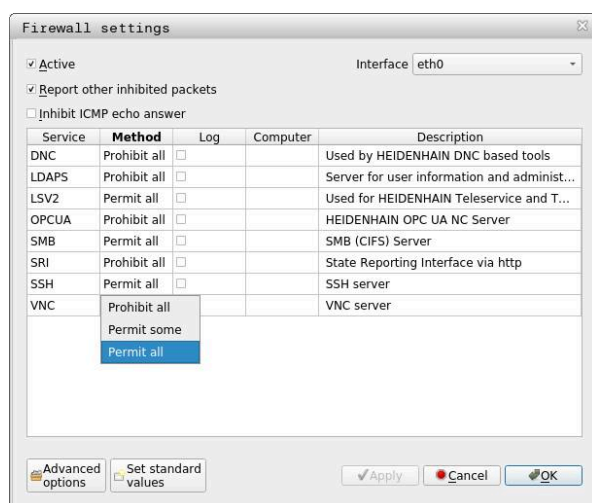 Firewall settings
Active
Interface eth0
Report other inhibited packets
Inhibit ICMP echo answer
Service Method Log Computer Description
DNC Prohibit all Used by HEIDENHAIN DNC based tools
LDAPS Prohibit all Server for user information and administ...
LSV2 Permit all Used for HEIDENHAIN Teleservice and T...
OPCUA Prohibit all HEIDENHAIN OPC UA NC Server
SMB Permit all SMB (CIFS) Server
SRI Prohibit all State Reporting Interface via http
SSH Permit all SSH server
VNC VNC server
Prohibit all
Permit some
Permit all
Advanced options
Set standard values
Apply
Cancel
OK